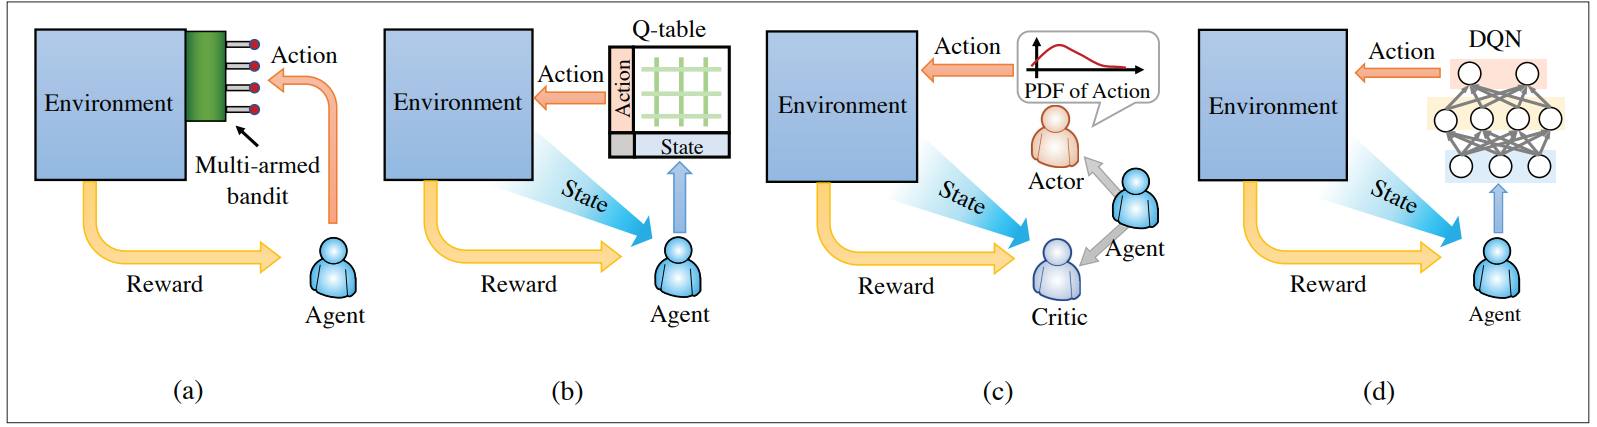 Environment
Action
Multi-armed
bandit
Reward
Agent
(a)
Q-table
Environment
Action
Action
State
State
Reward
Agent
(b)
Environment
Action
PDF of Action
Actor
State
Agent
Reward
Critic
(c)
Environment
Action
DQN
State
Reward
Agent
(d)